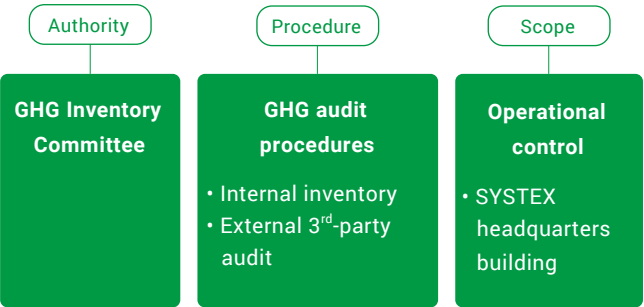 Authority
GHG Inventory
Committee
Procedure
GHG audit
procedures
• Internal inventory
• External 3rd-party
audit
Scope
Operational
control
• SYSTEX
headquarters
building